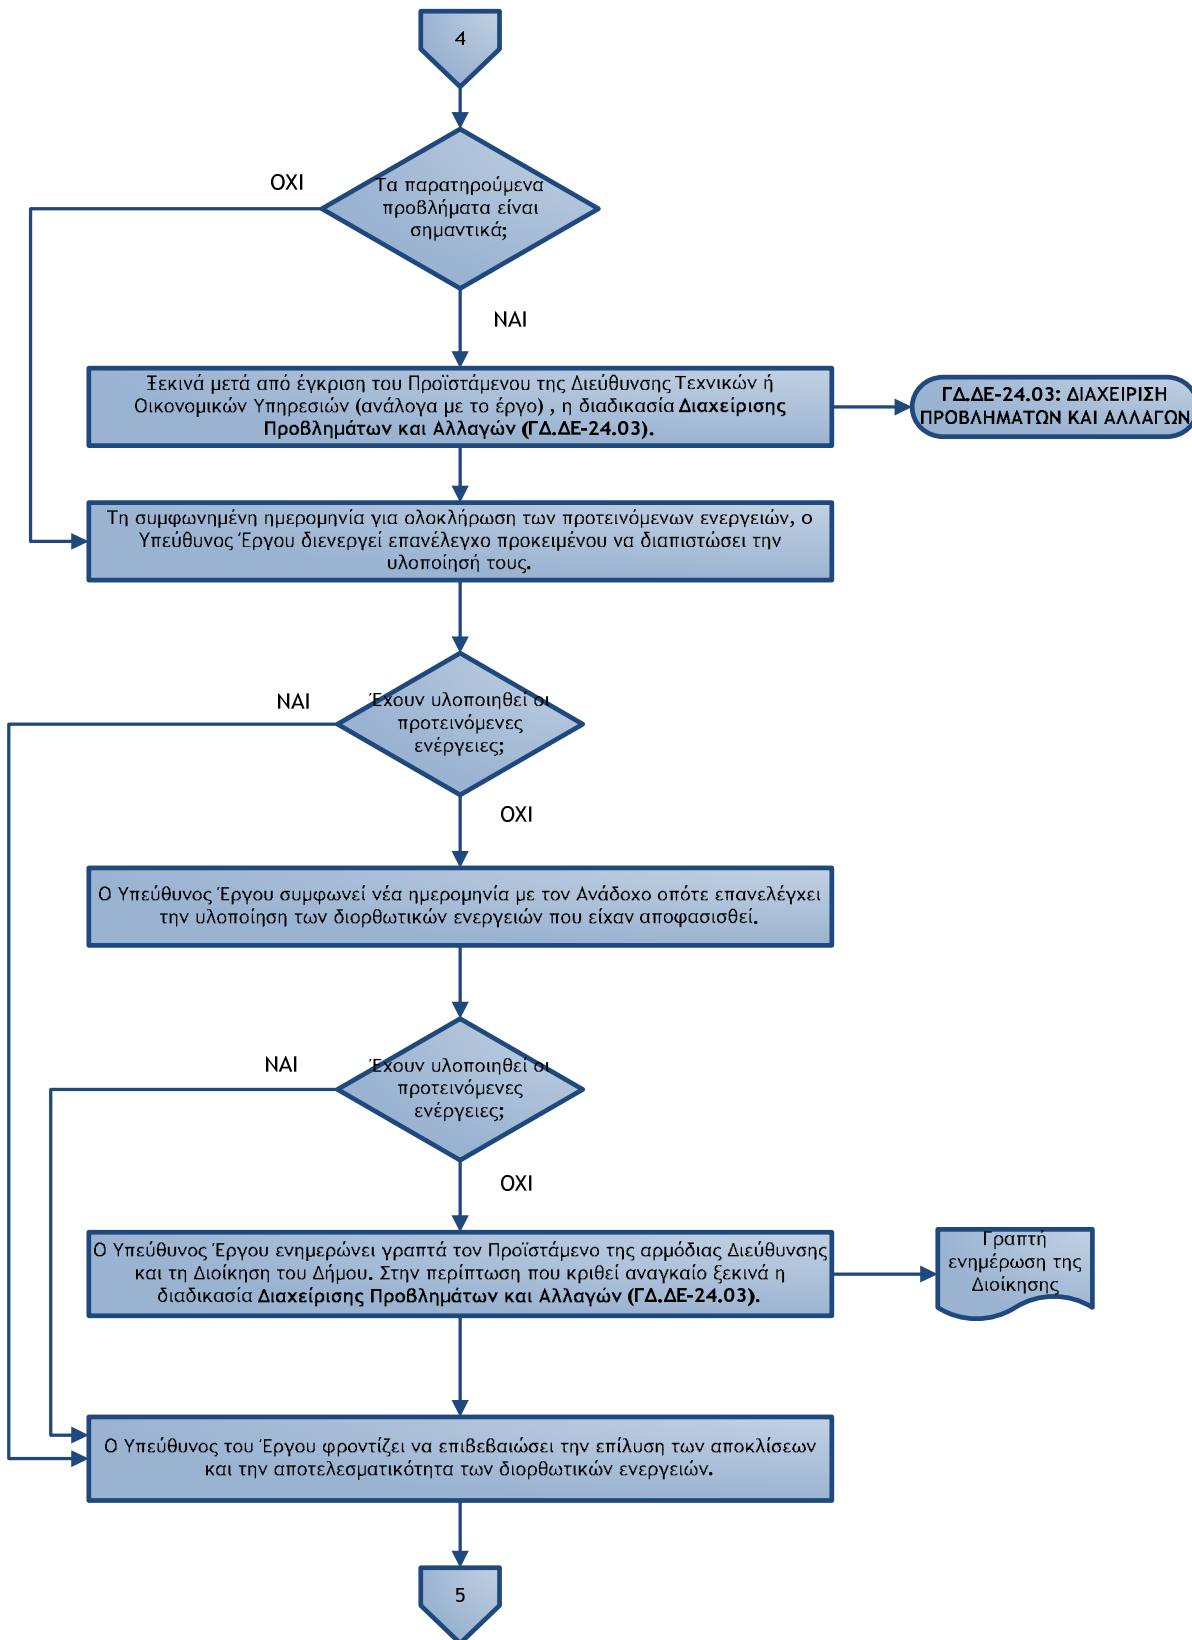 4
ΟΧΙ
Τα παρατηρούμενα
προβλήματα είναι
σημαντικά;
ΝΑΙ
Ξεκινά μετά από έγκριση του Προϊστάμενου της Διεύθυνσης Τεχνικών ή
Οικονομικών Υπηρεσιών (ανάλογα με το έργο) , η διαδικασία Διαχείρισης
Προβλημάτων και Αλλαγών (ΓΔ.ΔΕ-24.03).
ΓΔ.ΔΕ-24.03: ΔΙΑΧΕΙΡΙΣΗ
ΠΡΟΒΛΗΜΑΤΩΝ ΚΑΙ ΑΛΛΑΓΩΝ
Τη συμφωνημένη ημερομηνία για ολοκλήρωση των προτεινόμενων ενεργειών, ο
Υπεύθυνος Έργου διενεργεί επανέλεγχο προκειμένου να διαπιστώσει την
υλοποίησή τους.
ΝΑΙ
Έχουν υλοποιηθεί οι
προτεινόμενες
ενέργειες;
ΟΧΙ
Ο Υπεύθυνος Έργου συμφωνεί νέα ημερομηνία με τον Ανάδοχο οπότε επανελέγχει
την υλοποίηση των διορθωτικών ενεργειών που είχαν αποφασισθεί.
ΝΑΙ
Έχουν υλοποιηθεί οι
προτεινόμενες
ενέργειες;
ΟΧΙ
Ο Υπεύθυνος Έργου ενημερώνει γραπτά τον Προϊστάμενο της αρμόδιας Διεύθυνσης
και τη Διοίκηση του Δήμου. Στην περίπτωση που κριθεί αναγκαίο ξεκινά η
διαδικασία Διαχείρισης Προβλημάτων και Αλλαγών (ΓΔ.ΔΕ-24.03).
Γραπτή
ενημέρωση της
Διοίκησης
Ο Υπεύθυνος του Έργου φροντίζει να επιβεβαιώσει την επίλυση των αποκλίσεων
και την αποτελεσματικότητα των διορθωτικών ενεργειών.
5